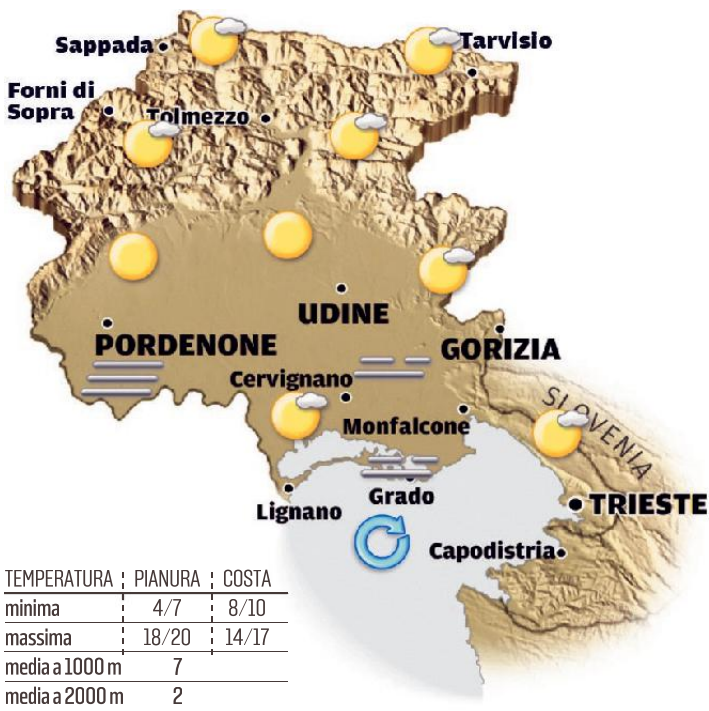 Sappada
Tarvisio
Forni di
Sopra
Tolmezzo
UDINE
PORDENONE
GORIZIA
Cervignano
SLOVENIA
Monfalcone
Lignano
Grado
TRIESTE
Capodistria
TEMPERATURA PIANURA COSTA
minima 4/7 8/10
massima 18/20 14/17
media a 1000 m 7
media a 2000 m 2